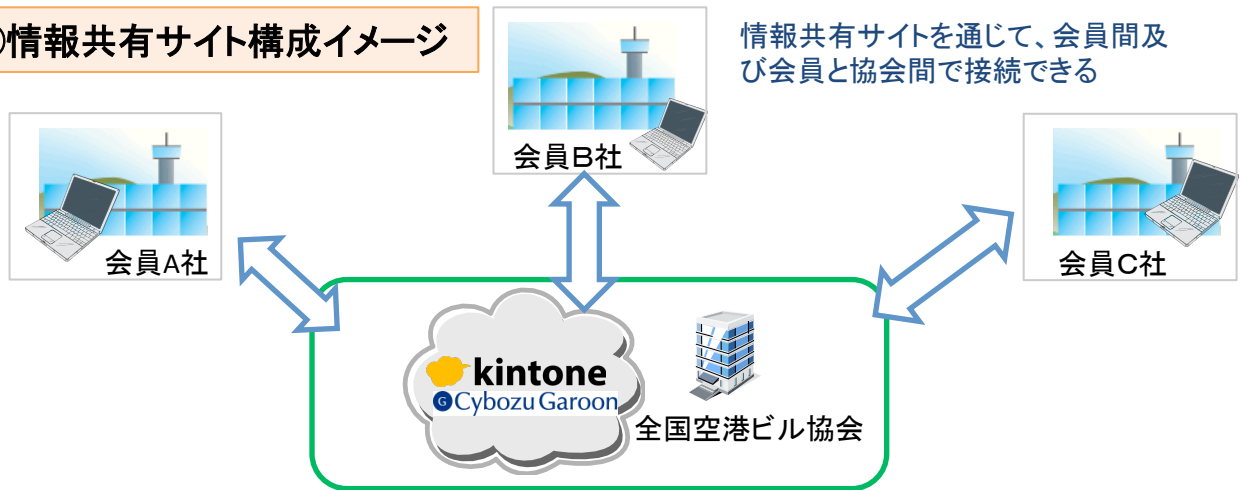 情報共有サイト構成イメージ
情報共有サイトを通じて、会員間及
び会員と協会間で接続できる
会員B社
会員A社
会員C社
kintone
G Cybozu Garoon
全国空港ビル協会